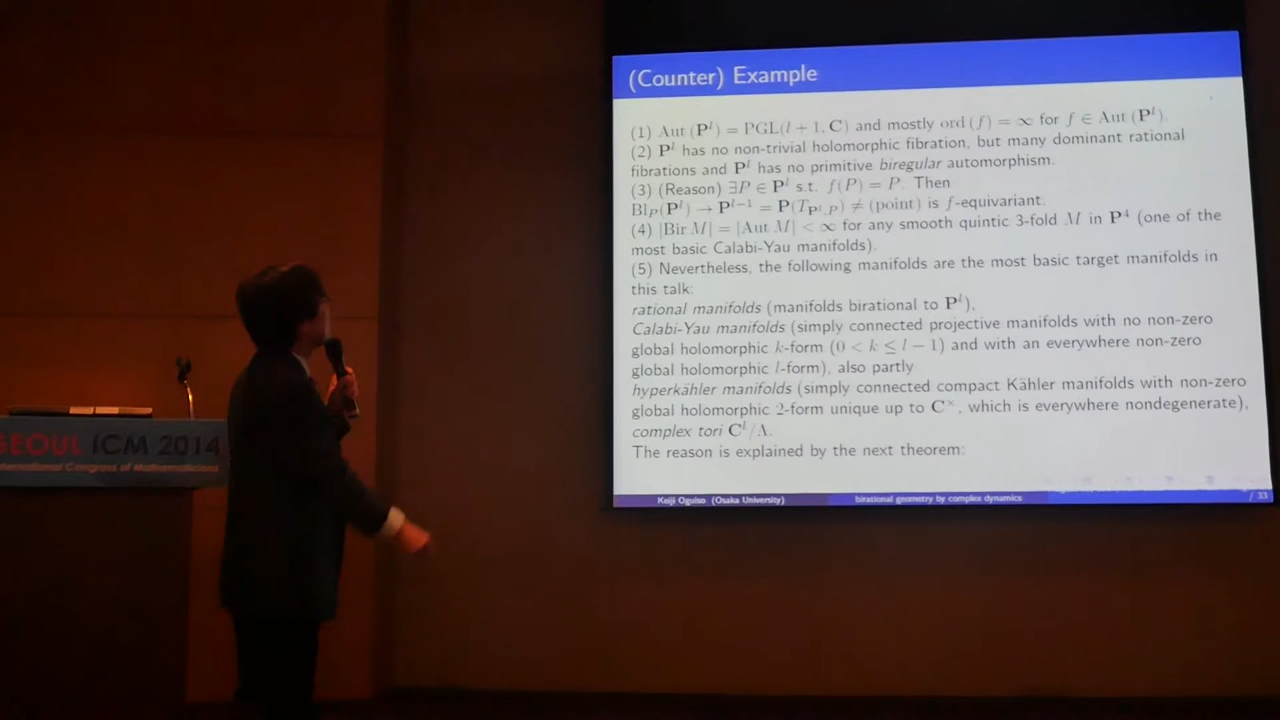 (Counter) Example
(1) Aut (P^l) = PGL(l + 1, C) and mostly ord (f) = ∞ for f ∈ Aut (P^l).
(2) P^l has no non-trivial holomorphic fibration, but many dominant rational
fibrations and P^l has no primitive biregular automorphism.
(3) (Reason) ∃P ∈ P^l s.t. f(P) = P. Then
Bl_P(P^l) → P^{l−1} = P(T_{P^l,P}) ≠ (point) is f-equivariant.
(4) |Bir M| = |Aut M| < ∞ for any smooth quintic 3-fold M in P^4 (one of the
most basic Calabi-Yau manifolds).
(5) Nevertheless, the following manifolds are the most basic target manifolds in
this talk:
rational manifolds (manifolds birational to P^l),
Calabi-Yau manifolds (simply connected projective manifolds with no non-zero
global holomorphic k-form (0 < k ≤ l − 1) and with an everywhere non-zero
global holomorphic l-form), also partly
hyperkähler manifolds (simply connected compact Kähler manifolds with non-zero
global holomorphic 2-form unique up to C^×, which is everywhere nondegenerate),
complex tori C^l/Λ.
The reason is explained by the next theorem:
Keiji Oguiso (Osaka University) birational geometry by complex dynamics / 33
SEOUL ICM 2014
International Congress of Mathematicians